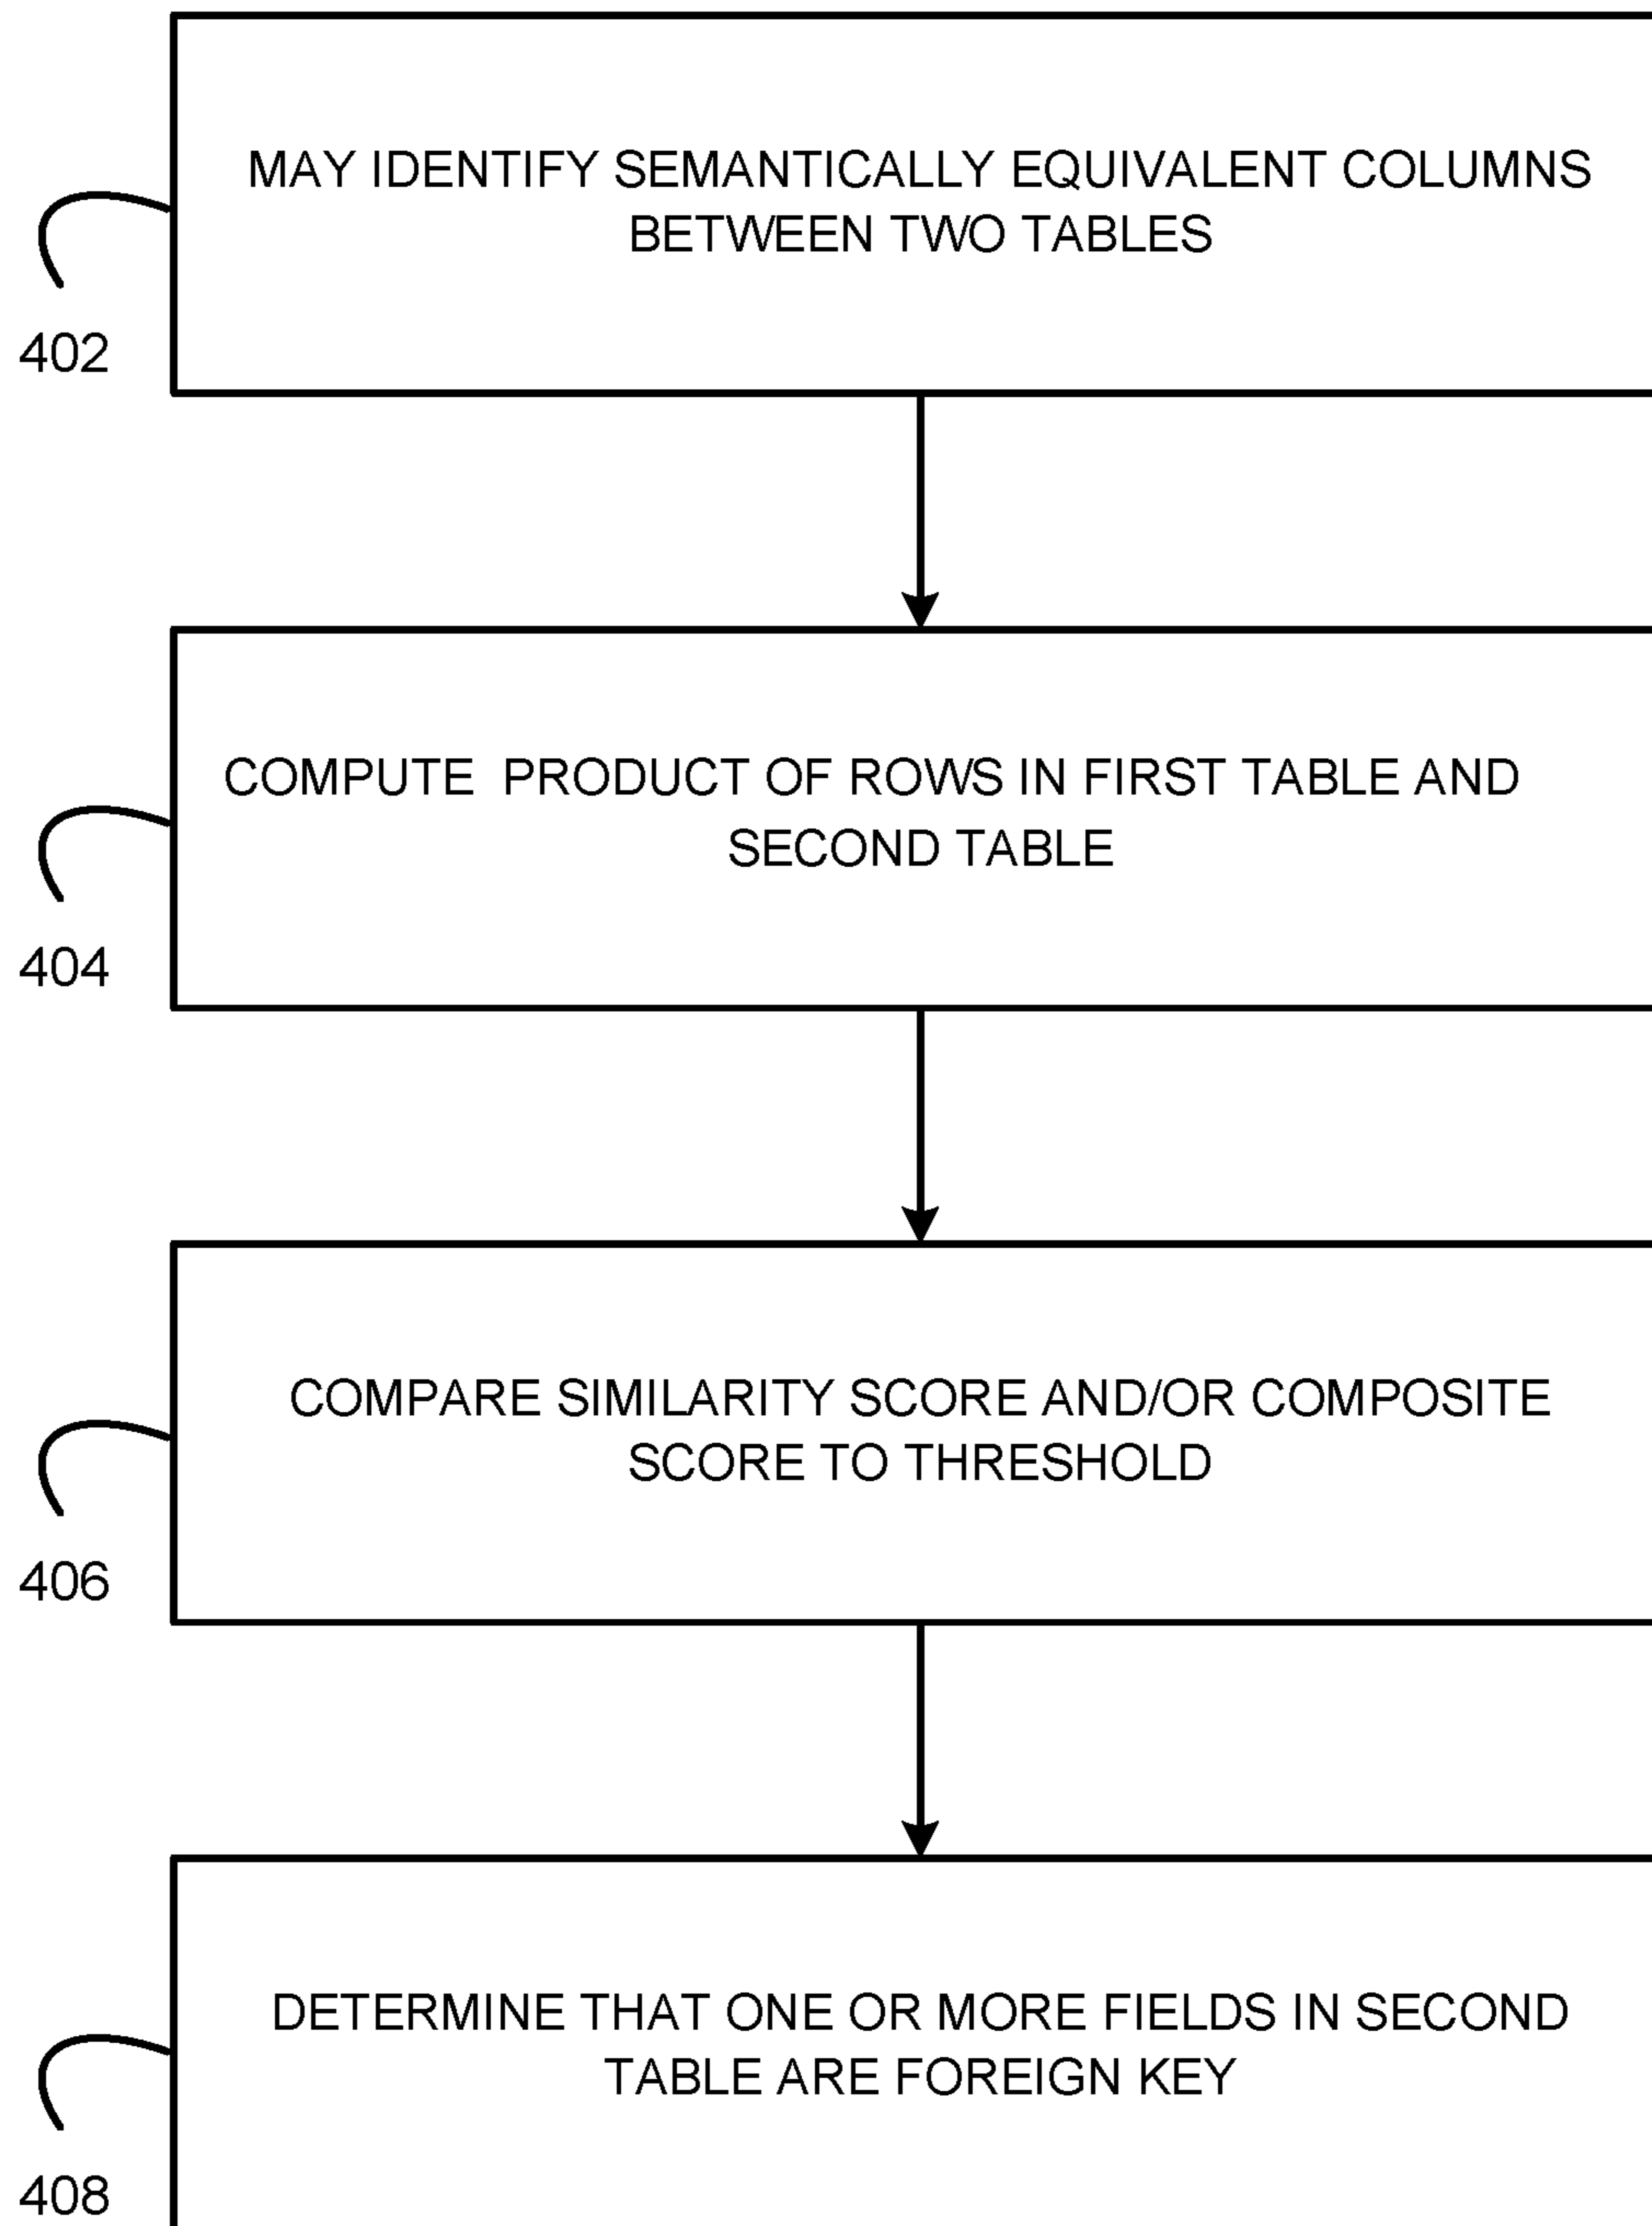 MAY IDENTIFY SEMANTICALLY EQUIVALENT COLUMNS
BETWEEN TWO TABLES
402
COMPUTE PRODUCT OF ROWS IN FIRST TABLE AND
SECOND TABLE
404
COMPARE SIMILARITY SCORE AND/OR COMPOSITE
SCORE TO THRESHOLD
406
DETERMINE THAT ONE OR MORE FIELDS IN SECOND
TABLE ARE FOREIGN KEY
408